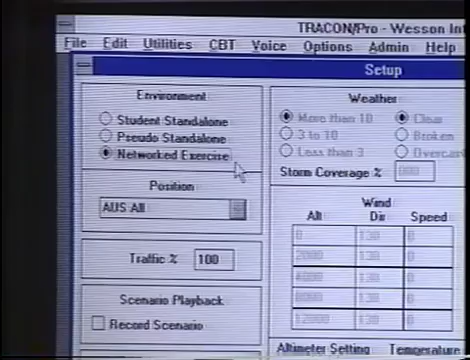 TRACON/Pro - Wesson Int
File Edit Utilities CBT Voice Options Admin Help
Setup
Environment
Student Standalone
Pseudo Standalone
Networked Exercise
Position
AUS All
Traffic % 100
Scenario Playback
Record Scenario
Weather
More than 10 Clear
3 to 10 Broken
Less than 3 Overcast
Storm Coverage % 000
Wind
Alt Dir Speed
0 130 0
2000 130 0
4000 130 0
8000 130 0
12000 130 0
Altimeter Setting Temperature